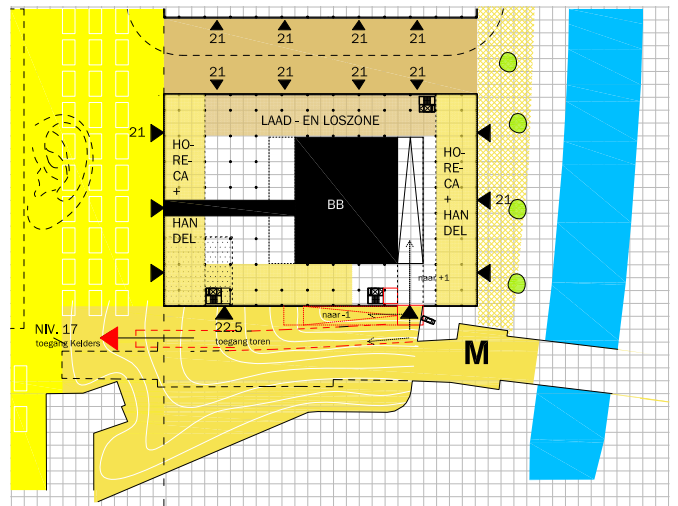 21 21 21 21
21 21 21 21
LAAD - EN LOSZONE
21
HO-
RE-
CA
+
HAN
DEL
BB
HO-
RE-
CA
+
HAN
DEL
21
naar +1
naar -1
NIV. 17
toegang Kelders
22.5
toegang toren
M